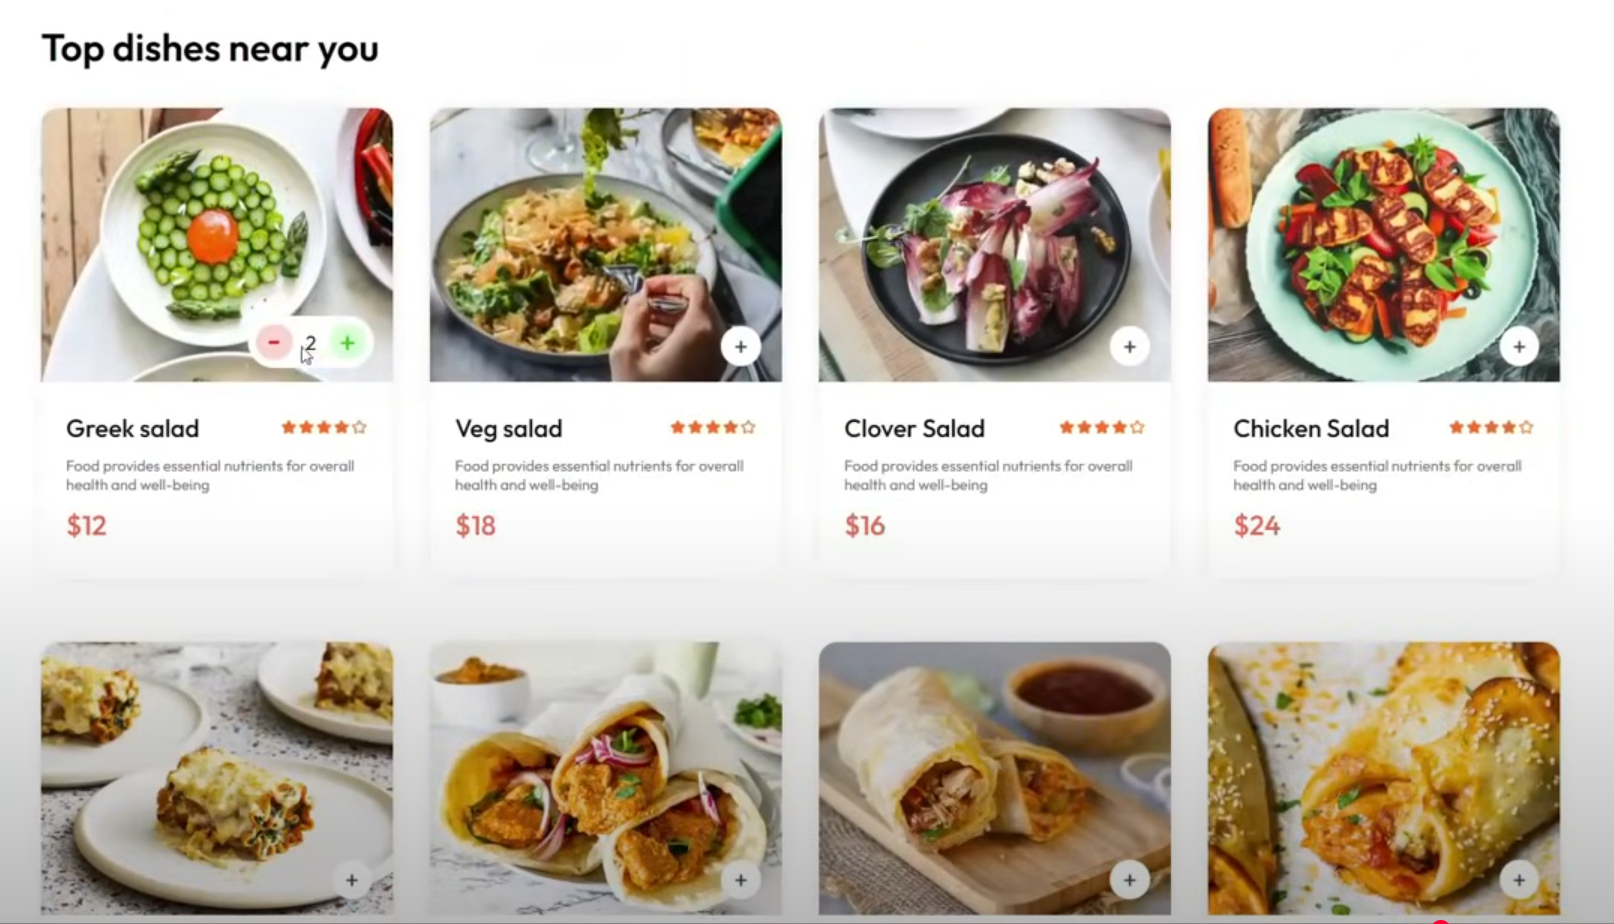 Top dishes near you
- 2 +
+
+
+
Greek salad
Food provides essential nutrients for overall
health and well-being
$12
Veg salad
Food provides essential nutrients for overall
health and well-being
$18
Clover Salad
Food provides essential nutrients for overall
health and well-being
$16
Chicken Salad
Food provides essential nutrients for overall
health and well-being
$24
+
+
+
+